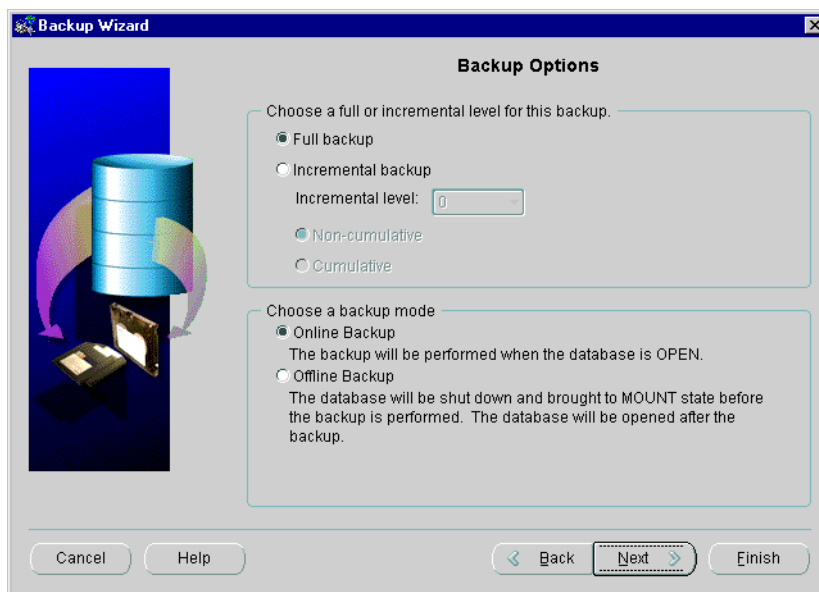 Backup Wizard
Backup Options
Choose a full or incremental level for this backup.
Full backup
Incremental backup
Incremental level: 0
Non-cumulative
Cumulative
Choose a backup mode
Online Backup
The backup will be performed when the database is OPEN.
Offline Backup
The database will be shut down and brought to MOUNT state before
the backup is performed. The database will be opened after the
backup.
Cancel Help Back Next Finish